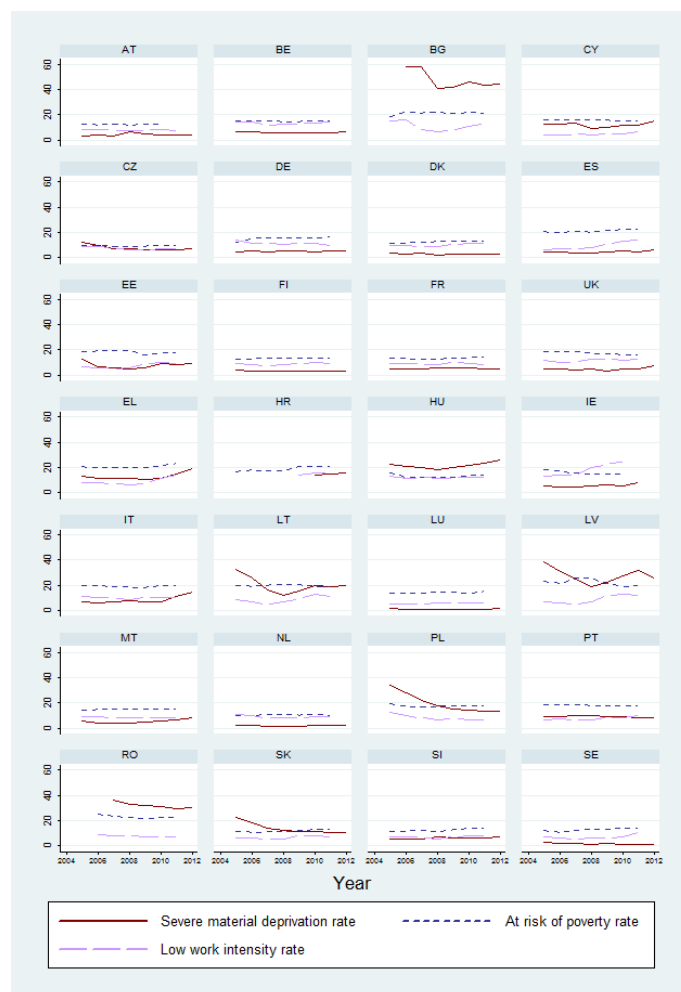 AT BE BG CY
0 20 40 60
CZ DE DK ES
0 20 40 60
EE FI FR UK
0 20 40 60
EL HR HU IE
0 20 40 60
IT LT LU LV
0 20 40 60
MT NL PL PT
0 20 40 60
RO SK SI SE
0 20 40 60
2004 2006 2008 2010 2012 2004 2006 2008 2010 2012 2004 2006 2008 2010 2012 2004 2006 2008 2010 2012
Year
Severe material deprivation rate At risk of poverty rate
Low work intensity rate